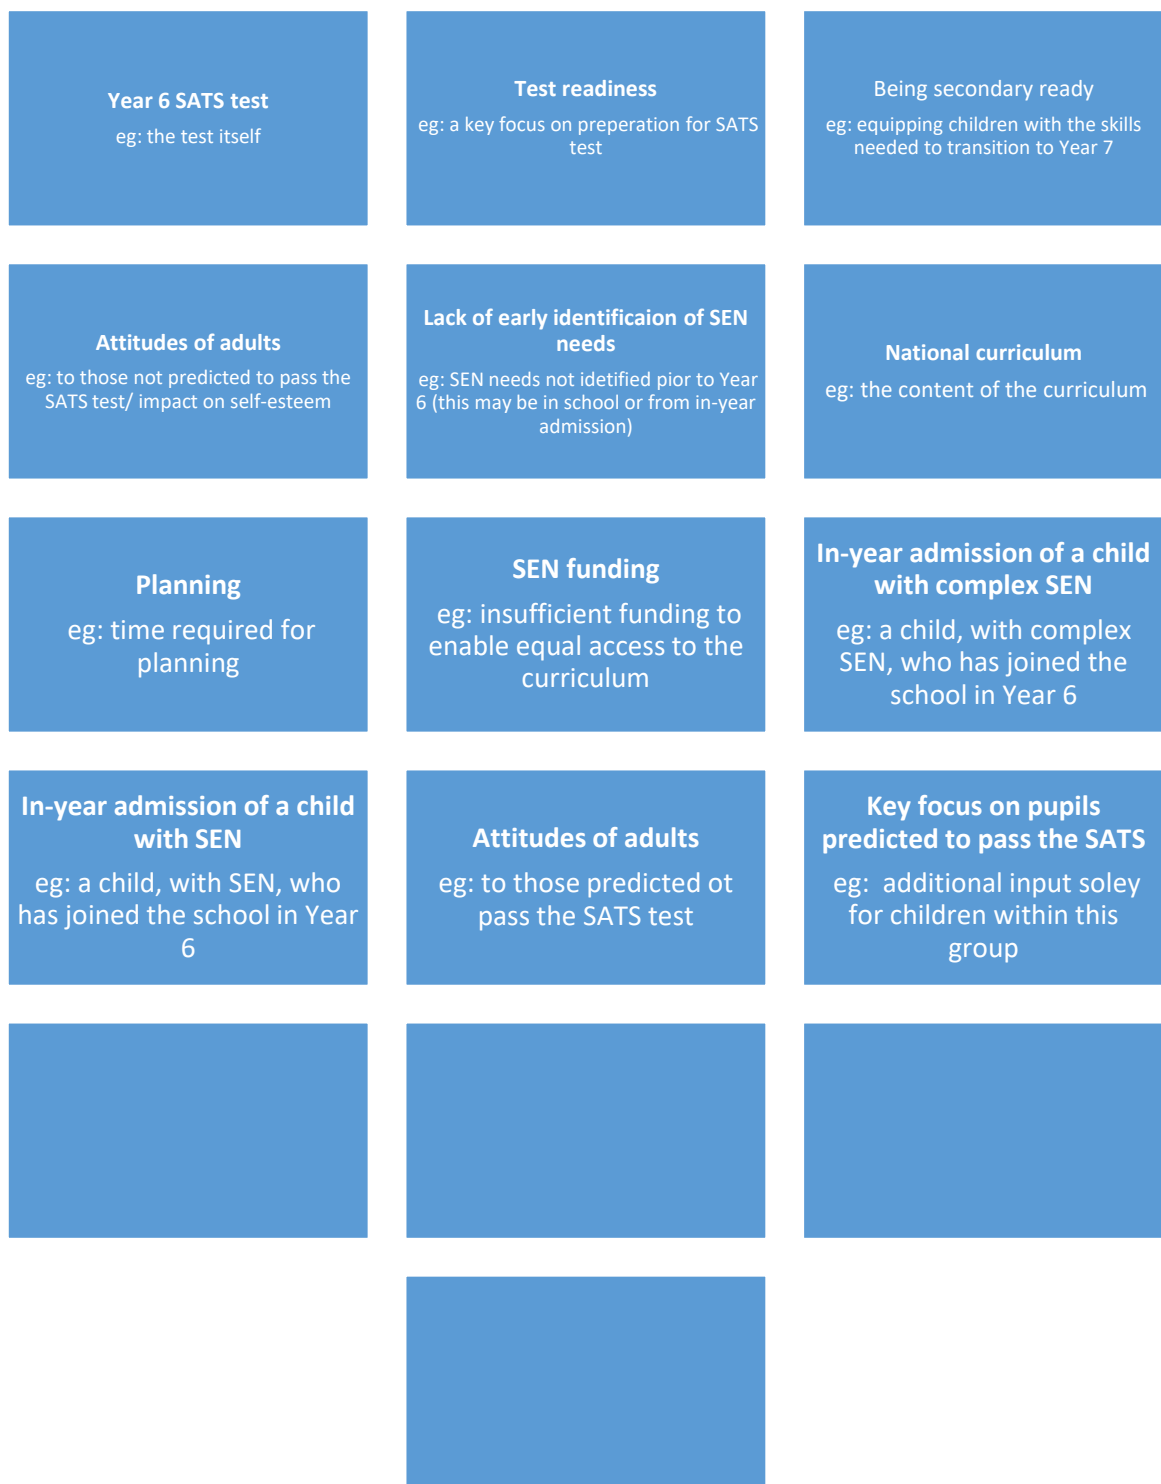 Year 6 SATS test
eg: the test itself
Test readiness
eg: a key focus on preperation for SATS
test
Being secondary ready
eg: equipping children with the skills
needed to transition to Year 7
Attitudes of adults
eg: to those not predicted to pass the
SATS test/ impact on self-esteem
Lack of early identificaion of SEN
needs
eg: SEN needs not idetified pior to Year
6 (this may be in school or from in-year
admission)
National curriculum
eg: the content of the curriculum
Planning
eg: time required for
planning
SEN funding
eg: insufficient funding to
enable equal access to the
curriculum
In-year admission of a child
with complex SEN
eg: a child, with complex
SEN, who has joined the
school in Year 6
In-year admission of a child
with SEN
eg: a child, with SEN, who
has joined the school in Year
6
Attitudes of adults
eg: to those predicted ot
pass the SATS test
Key focus on pupils
predicted to pass the SATS
eg:  additional input soley
for children within this
group